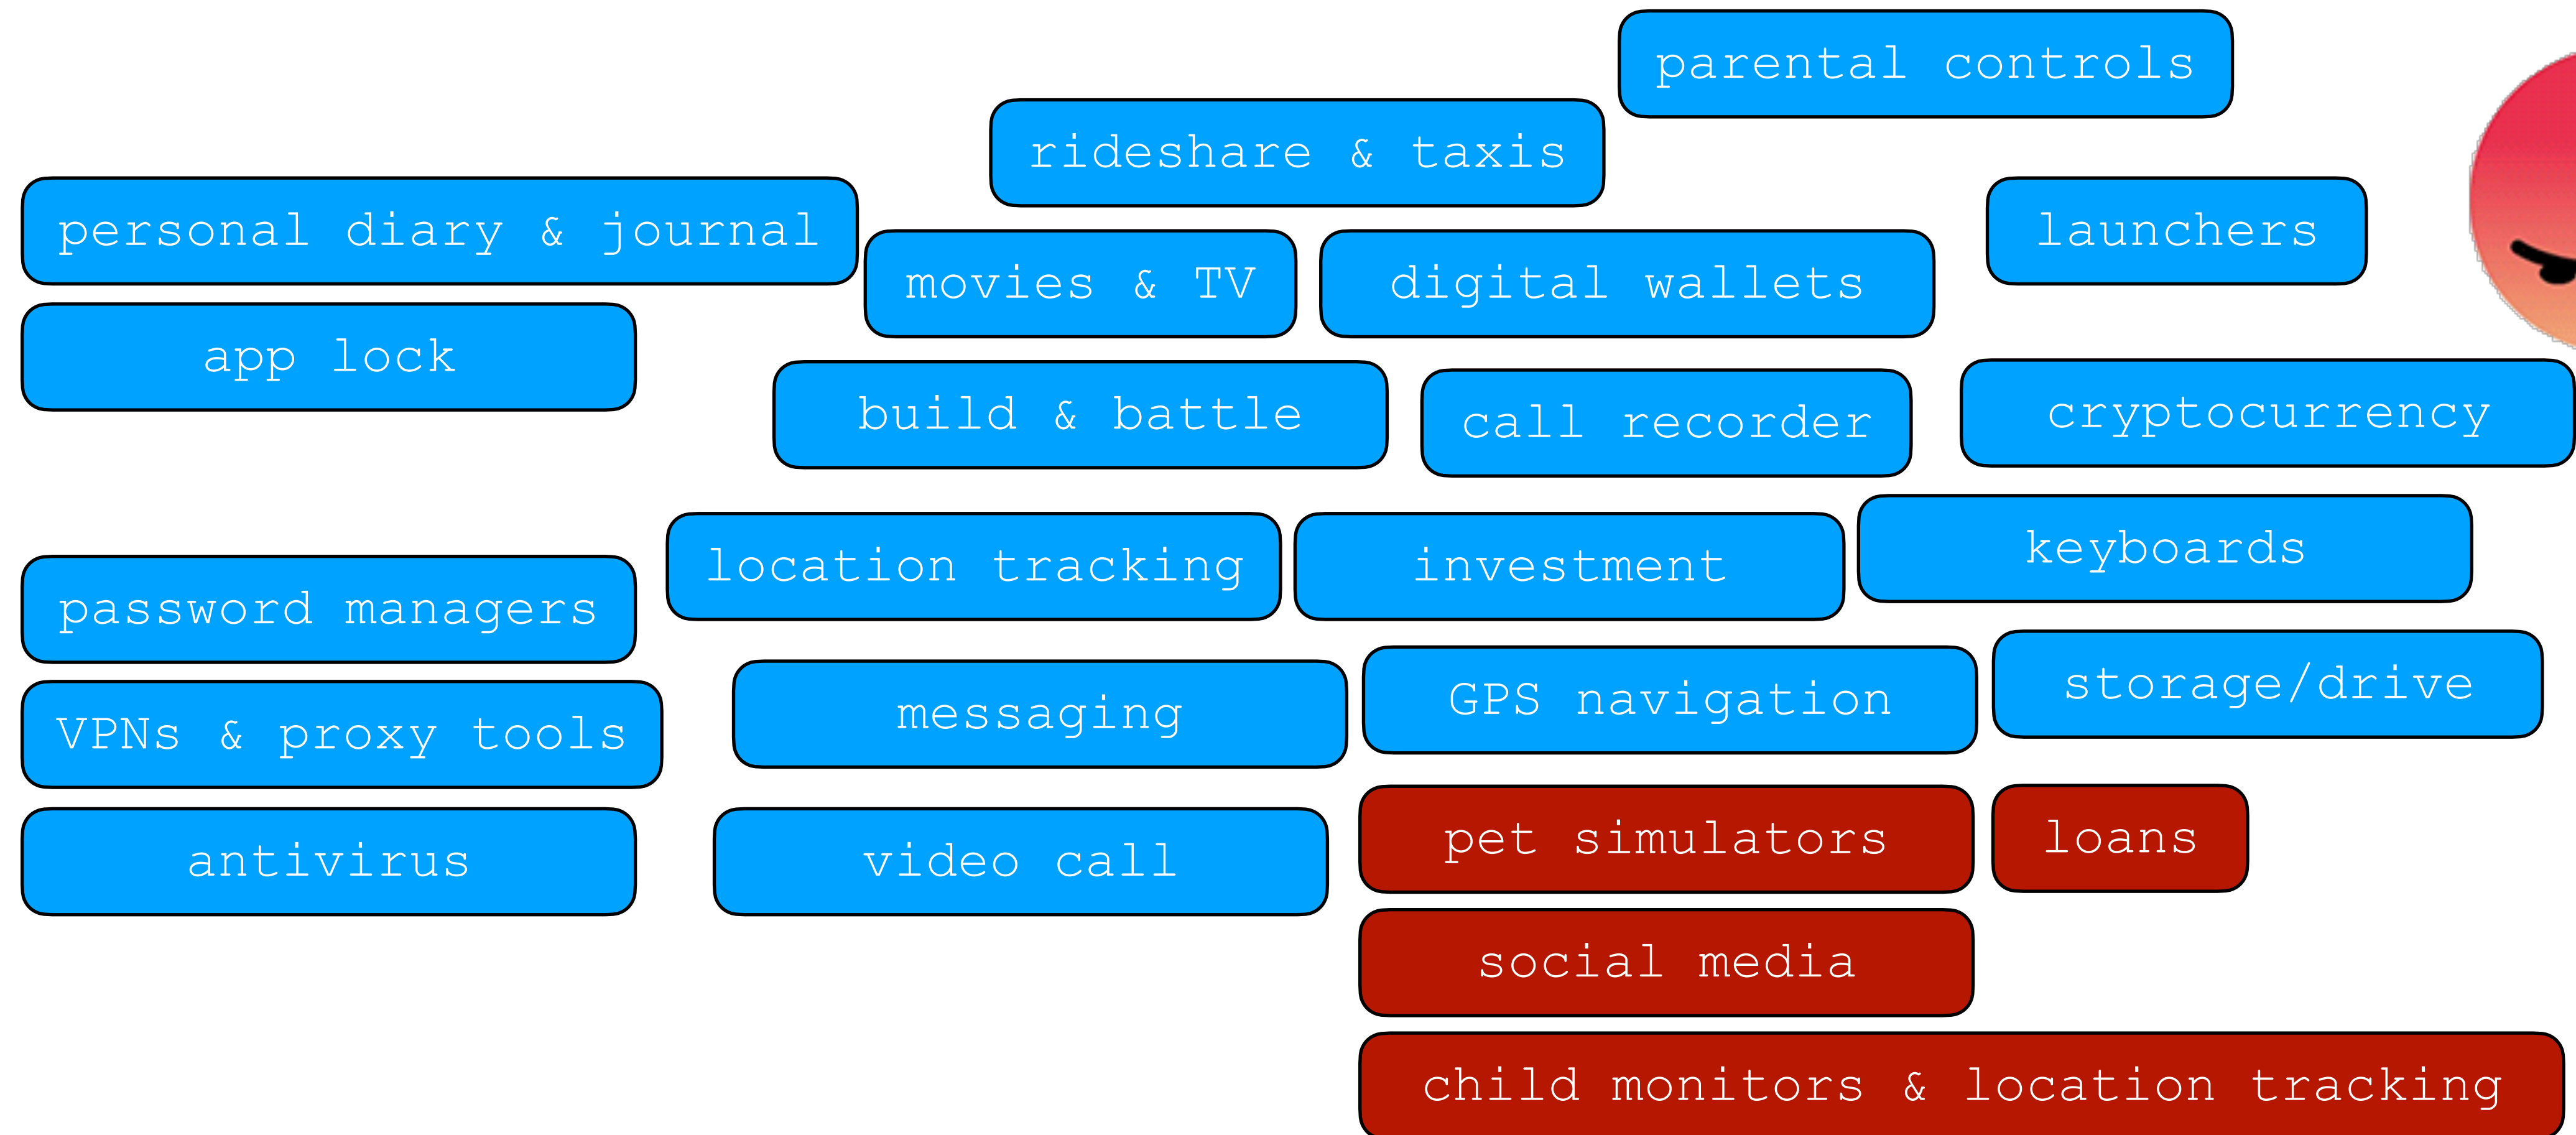 parental controls
rideshare & taxis
personal diary & journal
launchers
movies & TV
digital wallets
app lock
build & battle
call recorder
cryptocurrency
location tracking
investment
keyboards
password managers
messaging
GPS navigation
storage/drive
VPNs & proxy tools
antivirus
video call
pet simulators
loans
social media
child monitors & location tracking